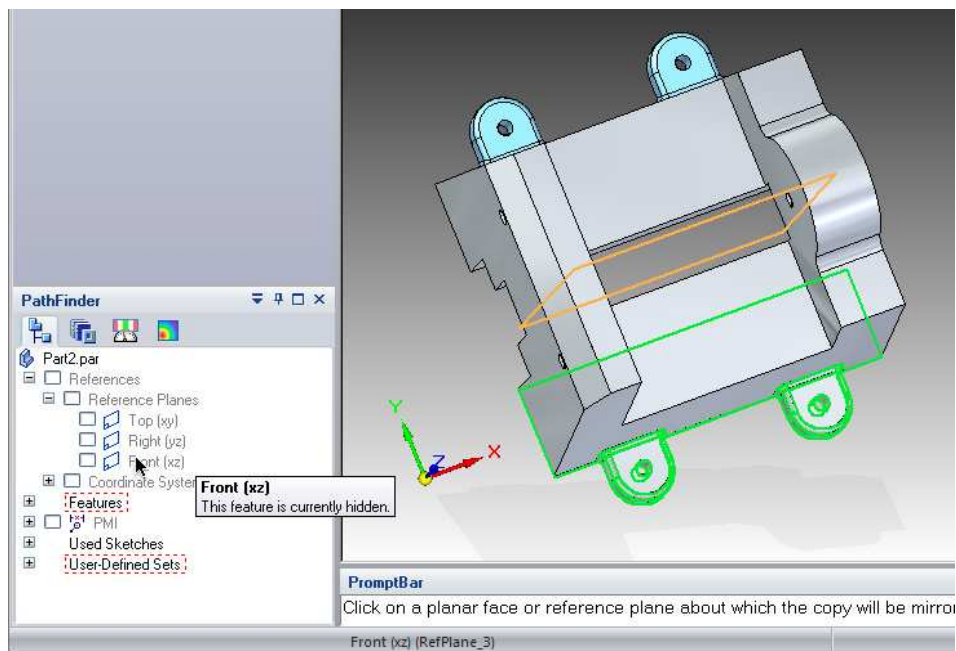 PathFinder
Part2.par
References
Reference Planes
Top (xy)
Right (yz)
Front (xz)
Coordinate System
Features
PMI
Used Sketches
User-Defined Sets
Front (xz)
This feature is currently hidden.
Y
Z
X
PromptBar
Click on a planar face or reference plane about which the copy will be mirro
Front (xz) (RefPlane_3)